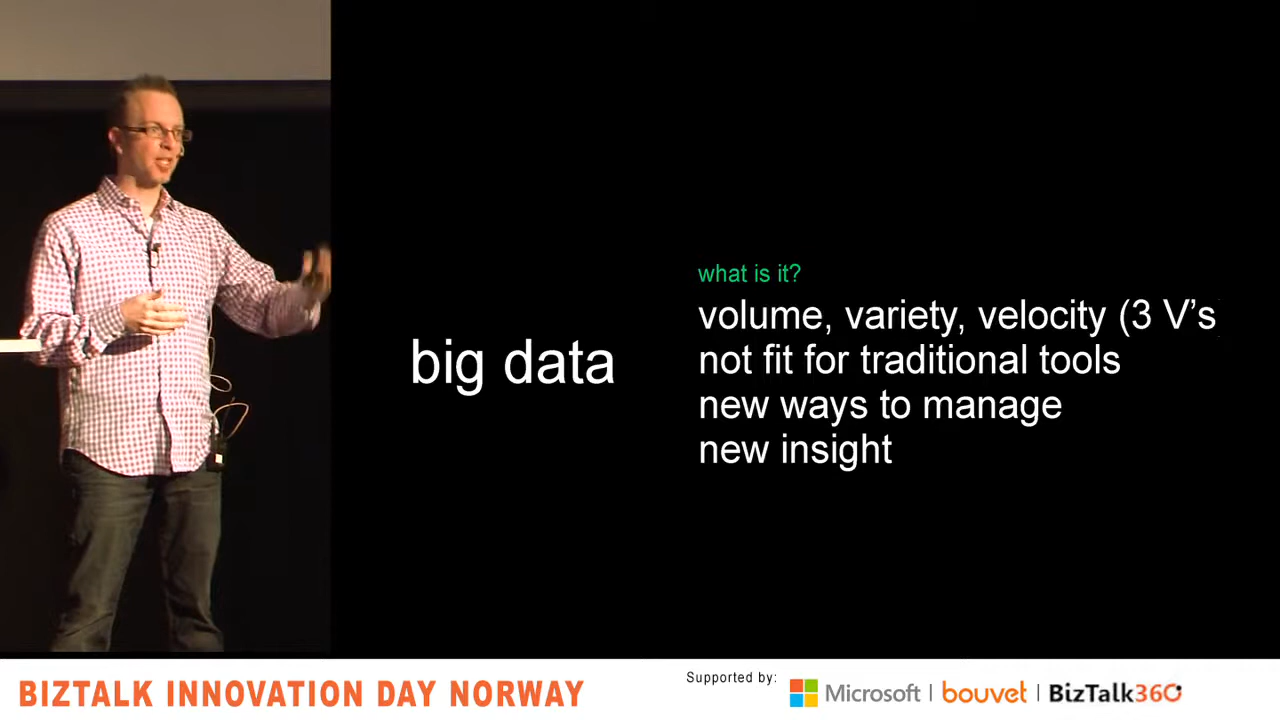 what is it?
volume, variety, velocity (3 V’s
big data
not fit for traditional tools
new ways to manage
new insight
BIZTALK INNOVATION DAY NORWAY
Supported by:
Microsoft | bouvet | BizTalk360